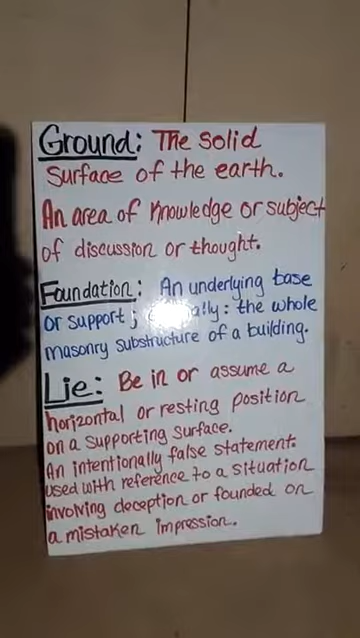 Ground: The solid
surface of the earth.
An area of knowledge or subject
of discussion or thought.
Foundation: An underlying base
or support; : the whole
masonry substructure of a building.
Lie: Be in or assume a
horizontal or resting position
on a supporting surface.
An intentionally false statement.
used with reference to a situation
involving deception or founded on
a mistaken impression.